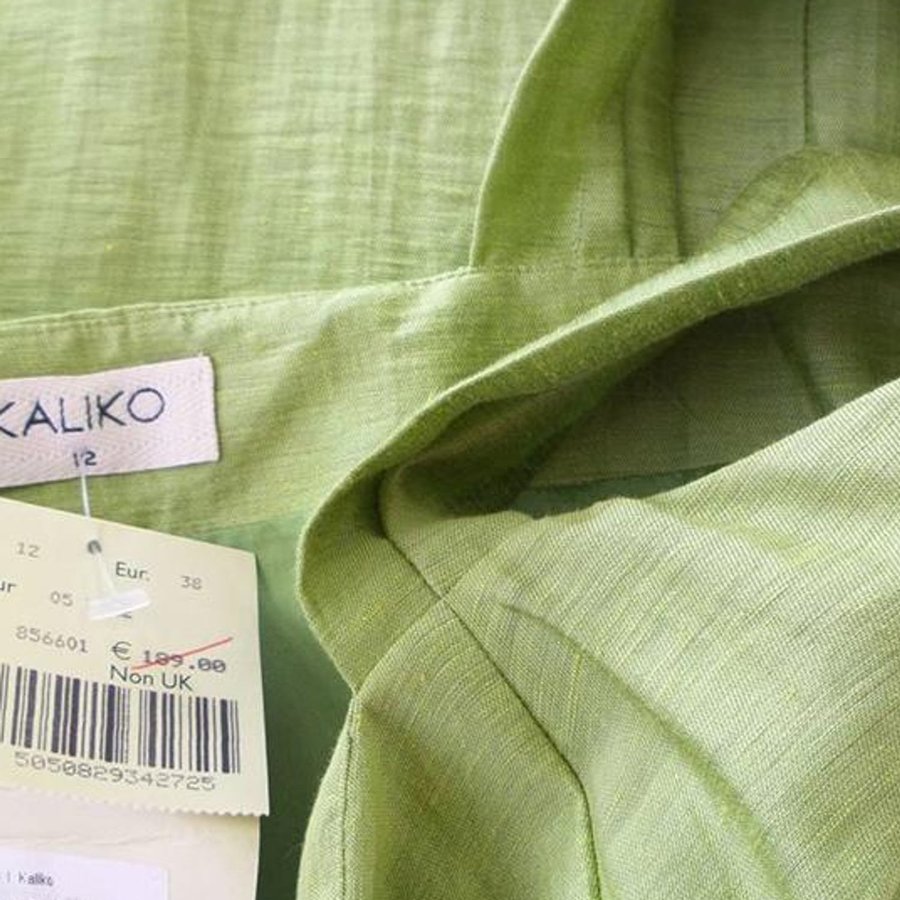 KALIKO
12
12 Eur. 38
ur 05
856601 € 189.00
Non UK
5050829342725
| Kaliko